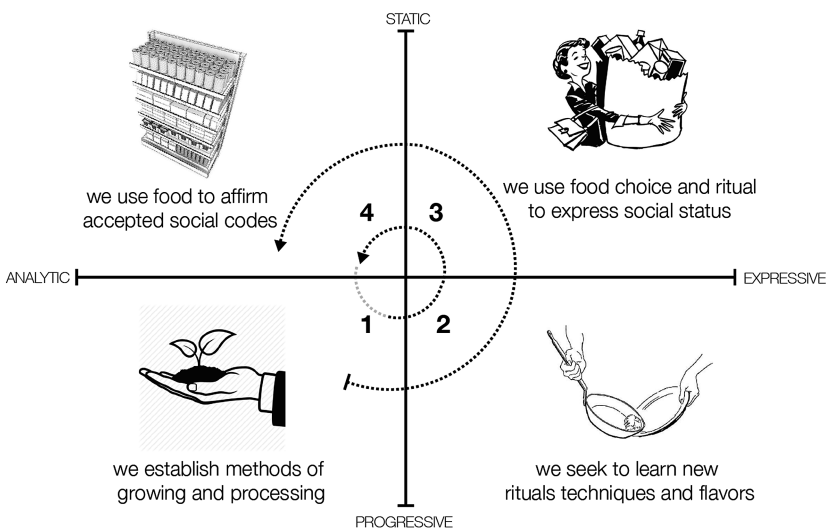 STATIC
we use food to affirm
accepted social codes
we use food choice and ritual
to express social status
4
3
ANALYTIC
EXPRESSIVE
1
2
we establish methods of
growing and processing
we seek to learn new
rituals techniques and flavors
PROGRESSIVE